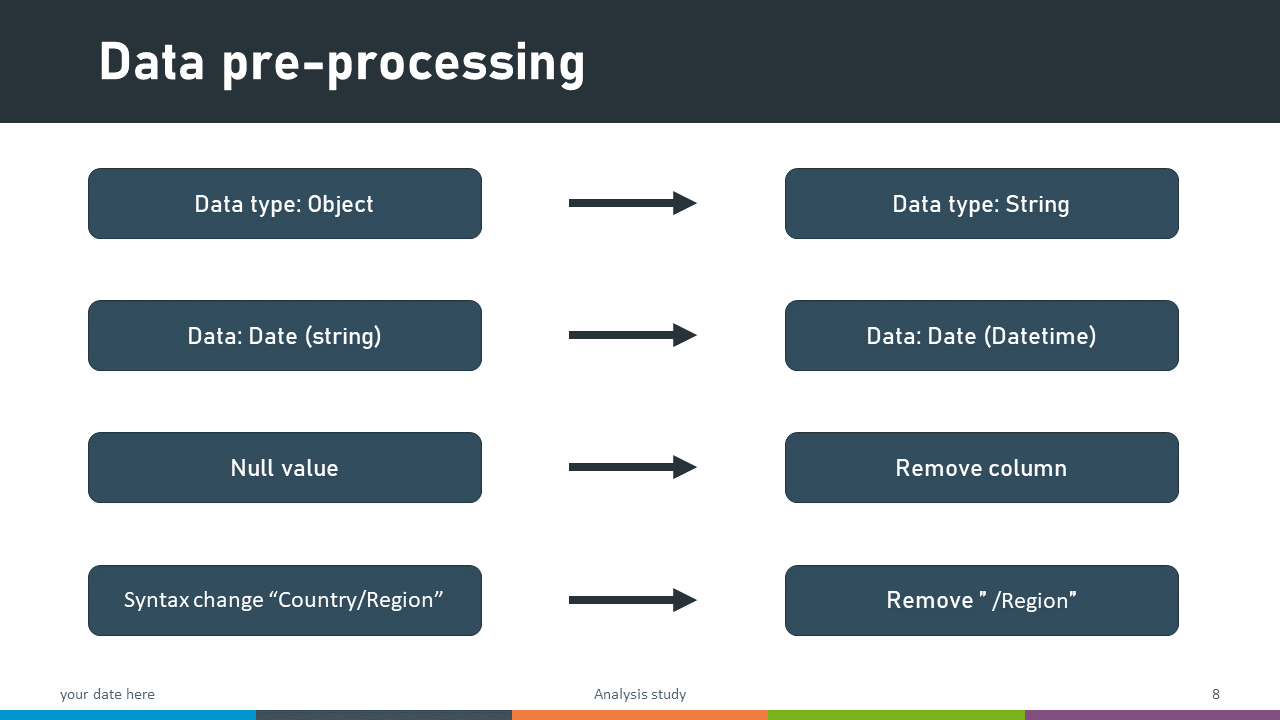 Data pre-processing
Data type: Object
Data type: String
Data: Date (string)
Data: Date (Datetime)
Null value
Remove column
Syntax change “Country/Region”
Remove " /Region"
your date here
Analysis study
8